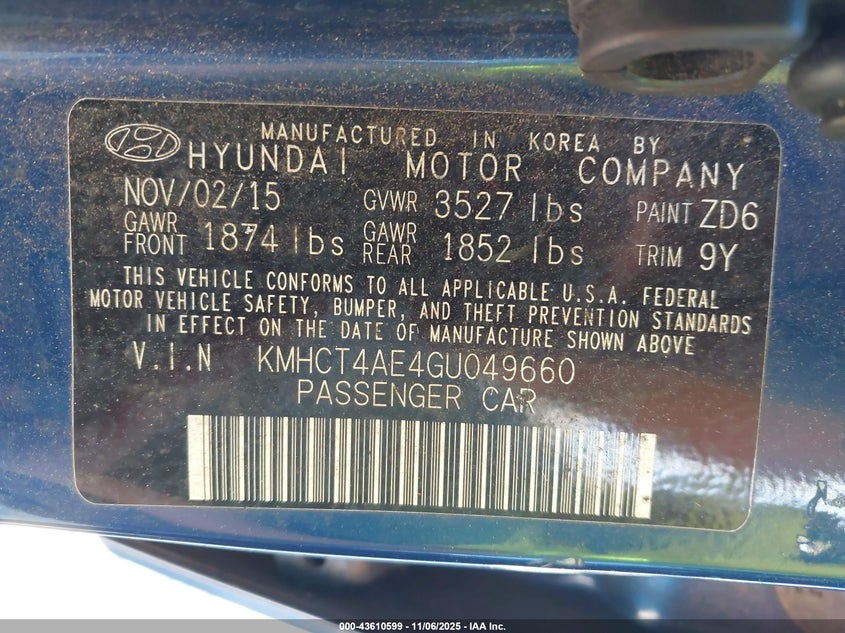 MANUFACTURED IN KOREA BY
HYUNDAI MOTOR COMPANY
NOV/02/15 GVWR 3527 lbs PAINT ZD6
GAWR FRONT 1874 lbs GAWR REAR 1852 lbs TRIM 9Y
THIS VEHICLE CONFORMS TO ALL APPLICABLE U.S.A. FEDERAL
MOTOR VEHICLE SAFETY, BUMPER, AND THEFT PREVENTION STANDARDS
IN EFFECT ON THE DATE OF MANUFACTURE SHOWN ABOVE
V.I.N KMHCT4AE4GU049660
PASSENGER CAR
000-43610599 - 11/06/2025 - IAA Inc.